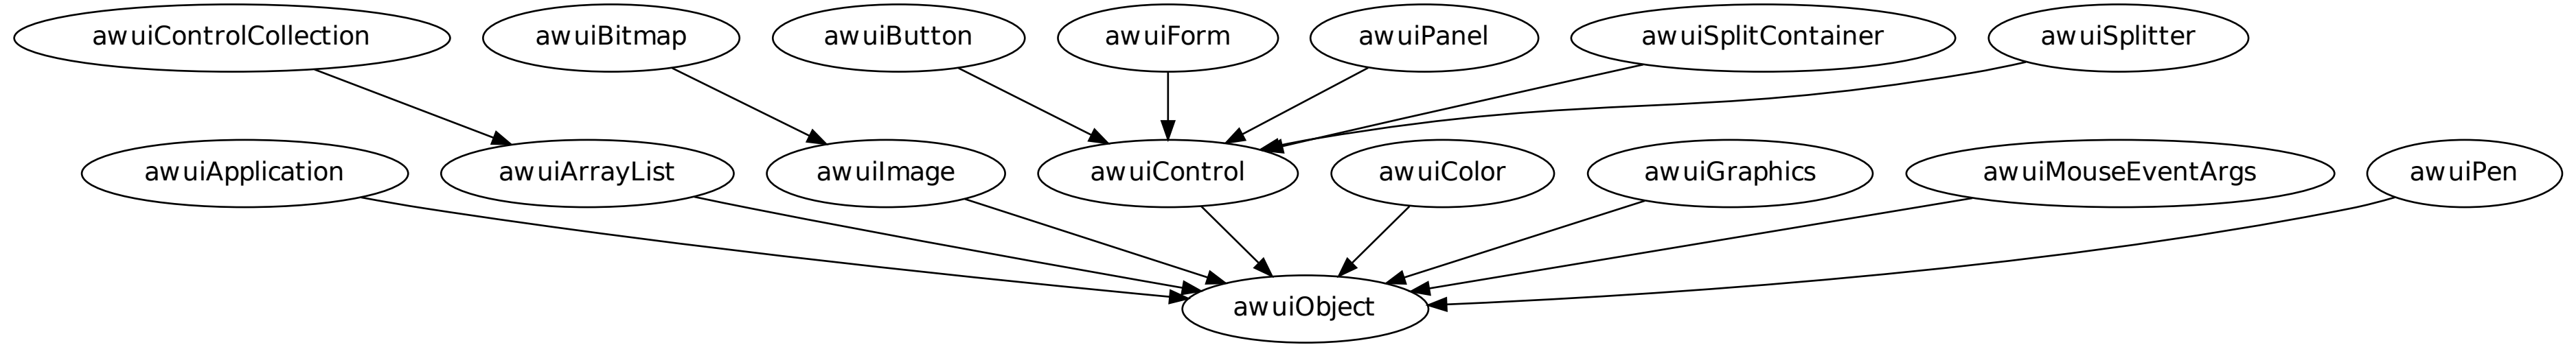 awuiControlCollection
awuiBitmap
awuiButton
awuiForm
awuiPanel
awuiSplitContainer
awuiSplitter
awuiApplication
awuiArrayList
awuiImage
awuiControl
awuiColor
awuiGraphics
awuiMouseEventArgs
awuiPen
awuiObject